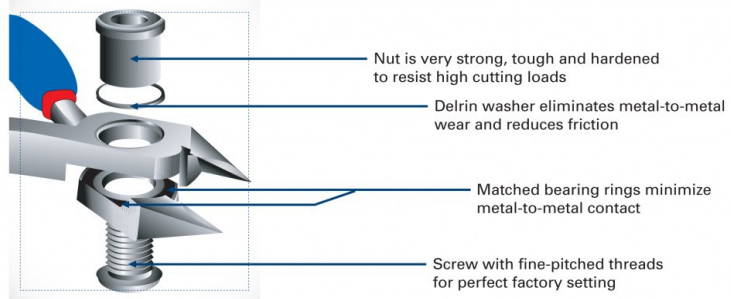 Nut is very strong, tough and hardened
to resist high cutting loads
Delrin washer eliminates metal-to-metal
wear and reduces friction
Matched bearing rings minimize
metal-to-metal contact
Screw with fine-pitched threads
for perfect factory setting